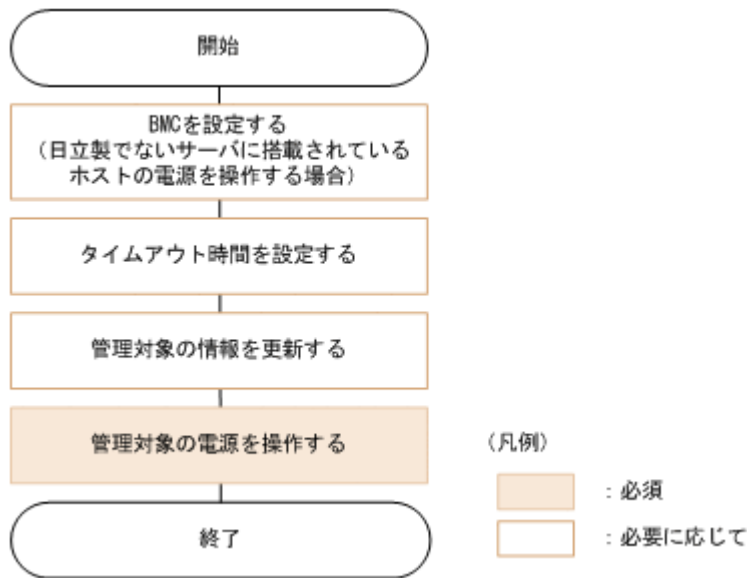 開始
BMCを設定する
（日立製でないサーバに搭載されている
ホストの電源を操作する場合）
タイムアウト時間を設定する
管理対象の情報を更新する
管理対象の電源を操作する
終了
（凡例）
：必須
：必要に応じて